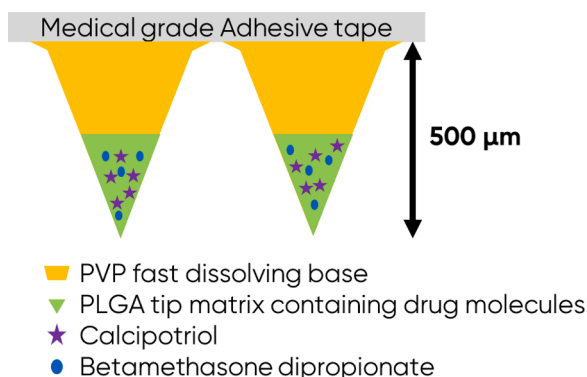 Medical grade Adhesive tape
500 µm
PVP fast dissolving base
PLGA tip matrix containing drug molecules
Calcipotriol
Betamethasone dipropionate